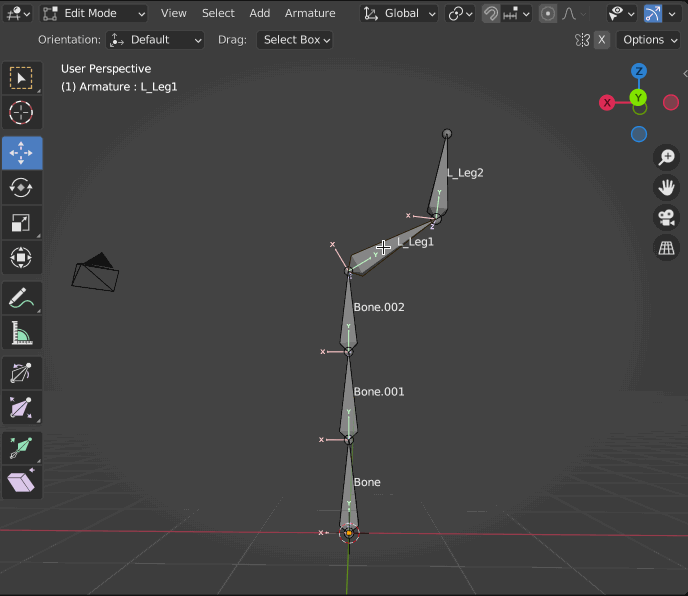 Edit Mode View Select Add Armature Global
Orientation: Default Drag: Select Box X Options
User Perspective
(1) Armature : L_Leg1
Z
X Y
L_Leg2
Y
X
Z
L_Leg1
X
Y
Bone.002
Y
X
Bone.001
Y
X
Bone
Y
X